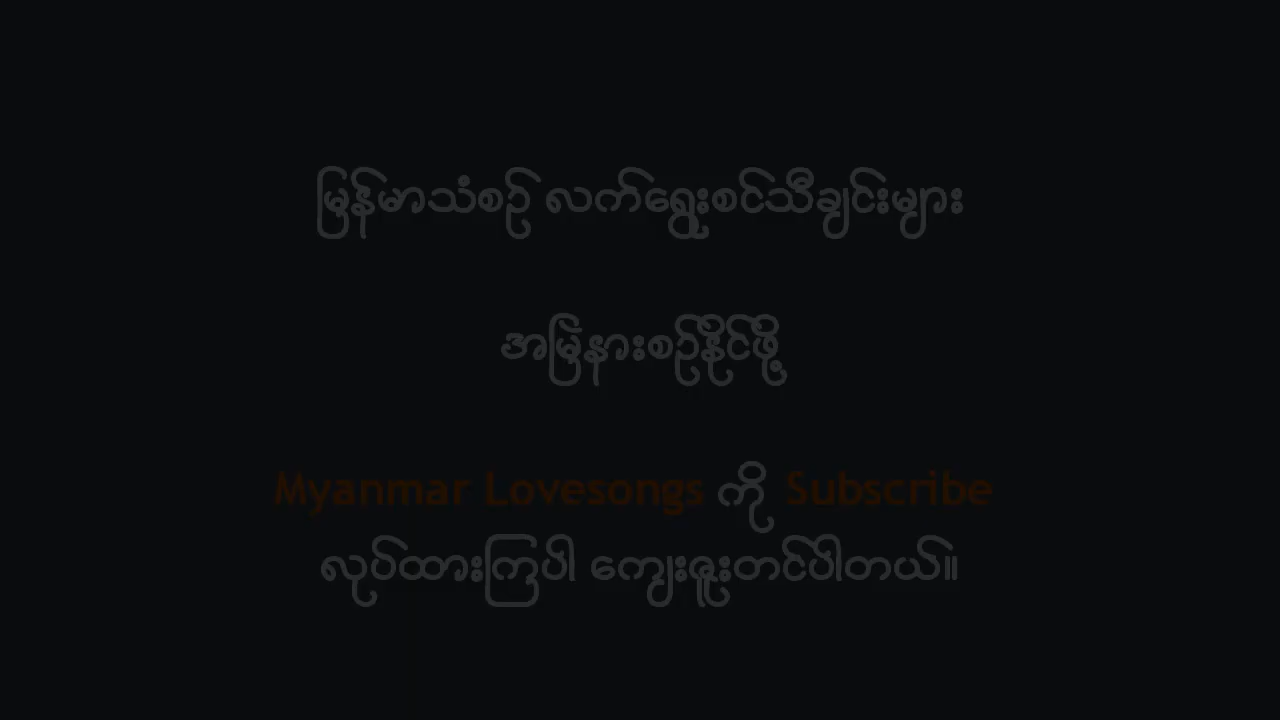 မြန်မာသံစဉ် လက်ရွေးစင်သီချင်းများ
အမြဲနားစဉ်နိုင်ဖို့
Myanmar Lovesongs ကို Subscribe
လုပ်ထားကြပါ ကျေးဇူးတင်ပါတယ်။